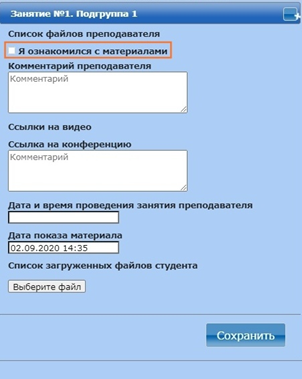 Занятие №1. Подгруппа 1
Список файлов преподавателя
Я ознакомился с материалами
Комментарий преподавателя
Комментарий
Ссылки на видео
Ссылка на конференцию
Комментарий
Дата и время проведения занятия преподавателя
Дата показа материала
02.09.2020 14:35
Список загруженных файлов студента
Выберите файл
Сохранить